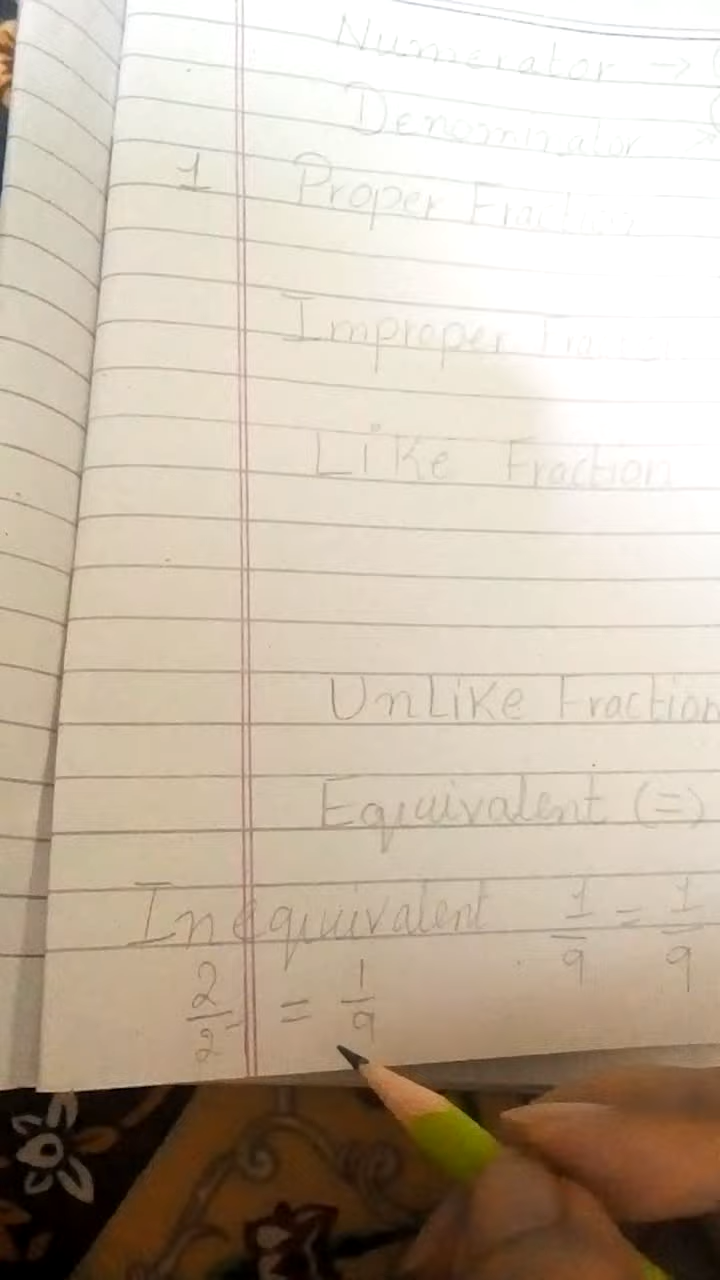 Numerator → (
Denominator →
1 Proper Fraction
Improper Fraction
Like Fraction
UnLike Fraction
Equivalent (=)
Inequivalent 1/9 = 1/9
2/2 = 1/9